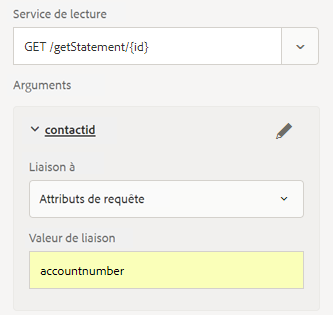 Service de lecture
GET /getStatement/{id}
Arguments
contactid
Liaison à
Attributs de requête
Valeur de liaison
accountnumber